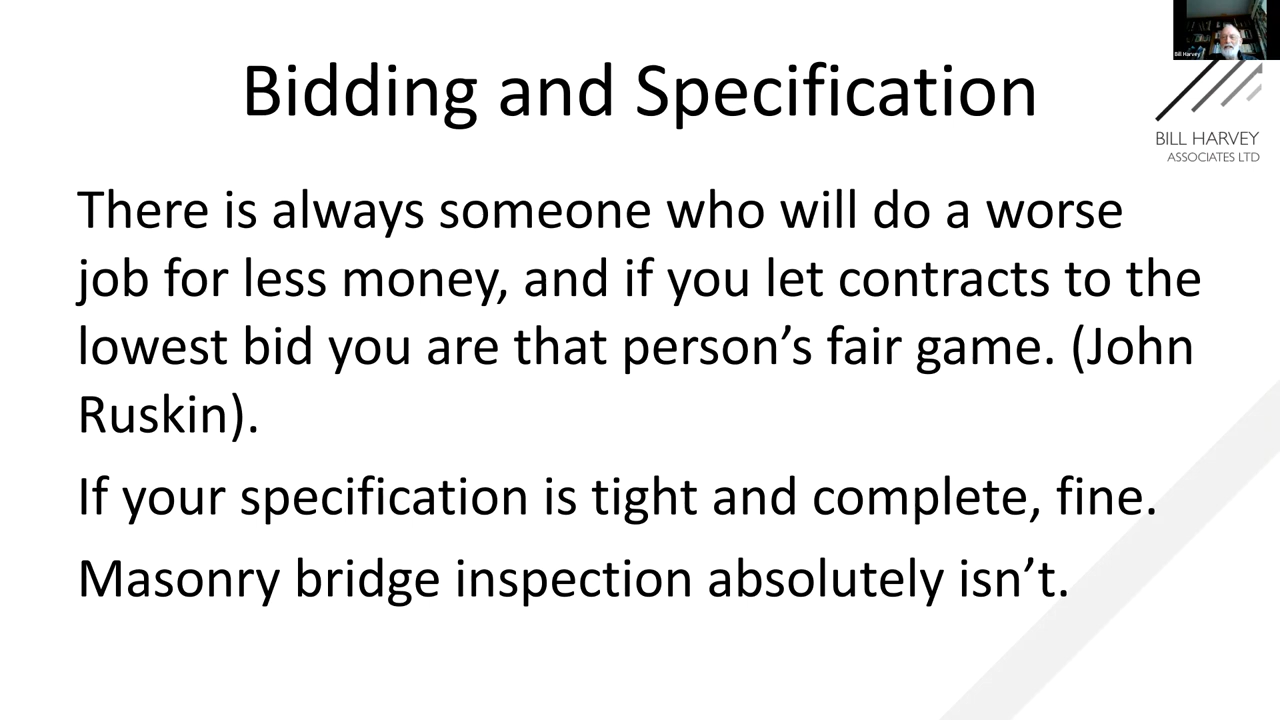 Bill Harvey
Bidding and Specification
BILL HARVEY
ASSOCIATES LTD
There is always someone who will do a worse
job for less money, and if you let contracts to the
lowest bid you are that person’s fair game. (John
Ruskin).
If your specification is tight and complete, fine.
Masonry bridge inspection absolutely isn’t.